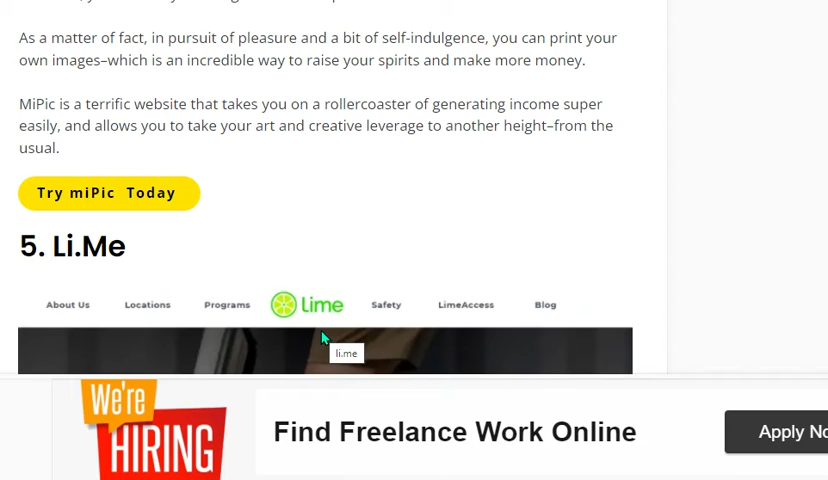 As a matter of fact, in pursuit of pleasure and a bit of self-indulgence, you can print your
own images–which is an incredible way to raise your spirits and make more money.
MiPic is a terrific website that takes you on a rollercoaster of generating income super
easily, and allows you to take your art and creative leverage to another height–from the
usual.
Try miPic Today
5. Li.Me
About Us Locations Programs Lime Safety LimeAccess Blog
li.me
We're
HIRING
Find Freelance Work Online
Apply